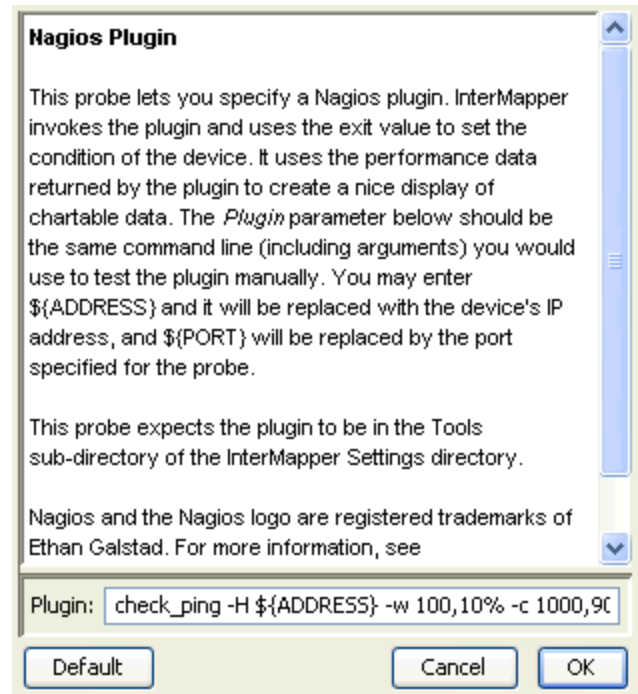 Nagios Plugin
This probe lets you specify a Nagios plugin. InterMapper
invokes the plugin and uses the exit value to set the
condition of the device. It uses the performance data
returned by the plugin to create a nice display of
chartable data. The Plugin parameter below should be
the same command line (including arguments) you would
use to test the plugin manually. You may enter
${ADDRESS} and it will be replaced with the device's IP
address, and ${PORT} will be replaced by the port
specified for the probe.
This probe expects the plugin to be in the Tools
sub-directory of the InterMapper Settings directory.
Nagios and the Nagios logo are registered trademarks of
Ethan Galstad. For more information, see
Plugin: check_ping -H ${ADDRESS} -w 100,10% -c 1000,90
Default Cancel OK